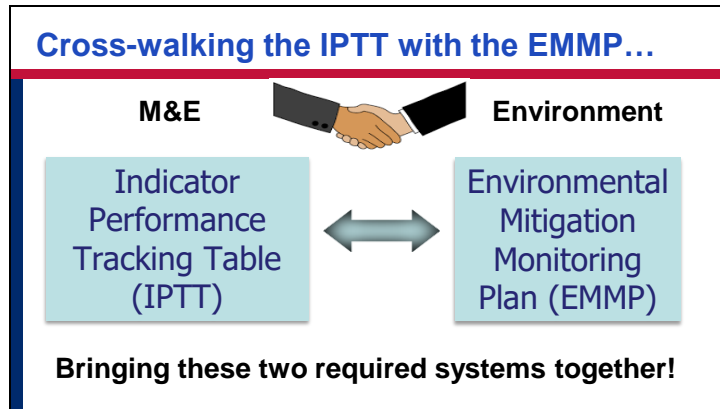 Cross-walking the IPTT with the EMMP…
M&E
Environment
Indicator
Performance
Tracking Table
(IPTT)
Environmental
Mitigation
Monitoring
Plan (EMMP)
Bringing these two required systems together!